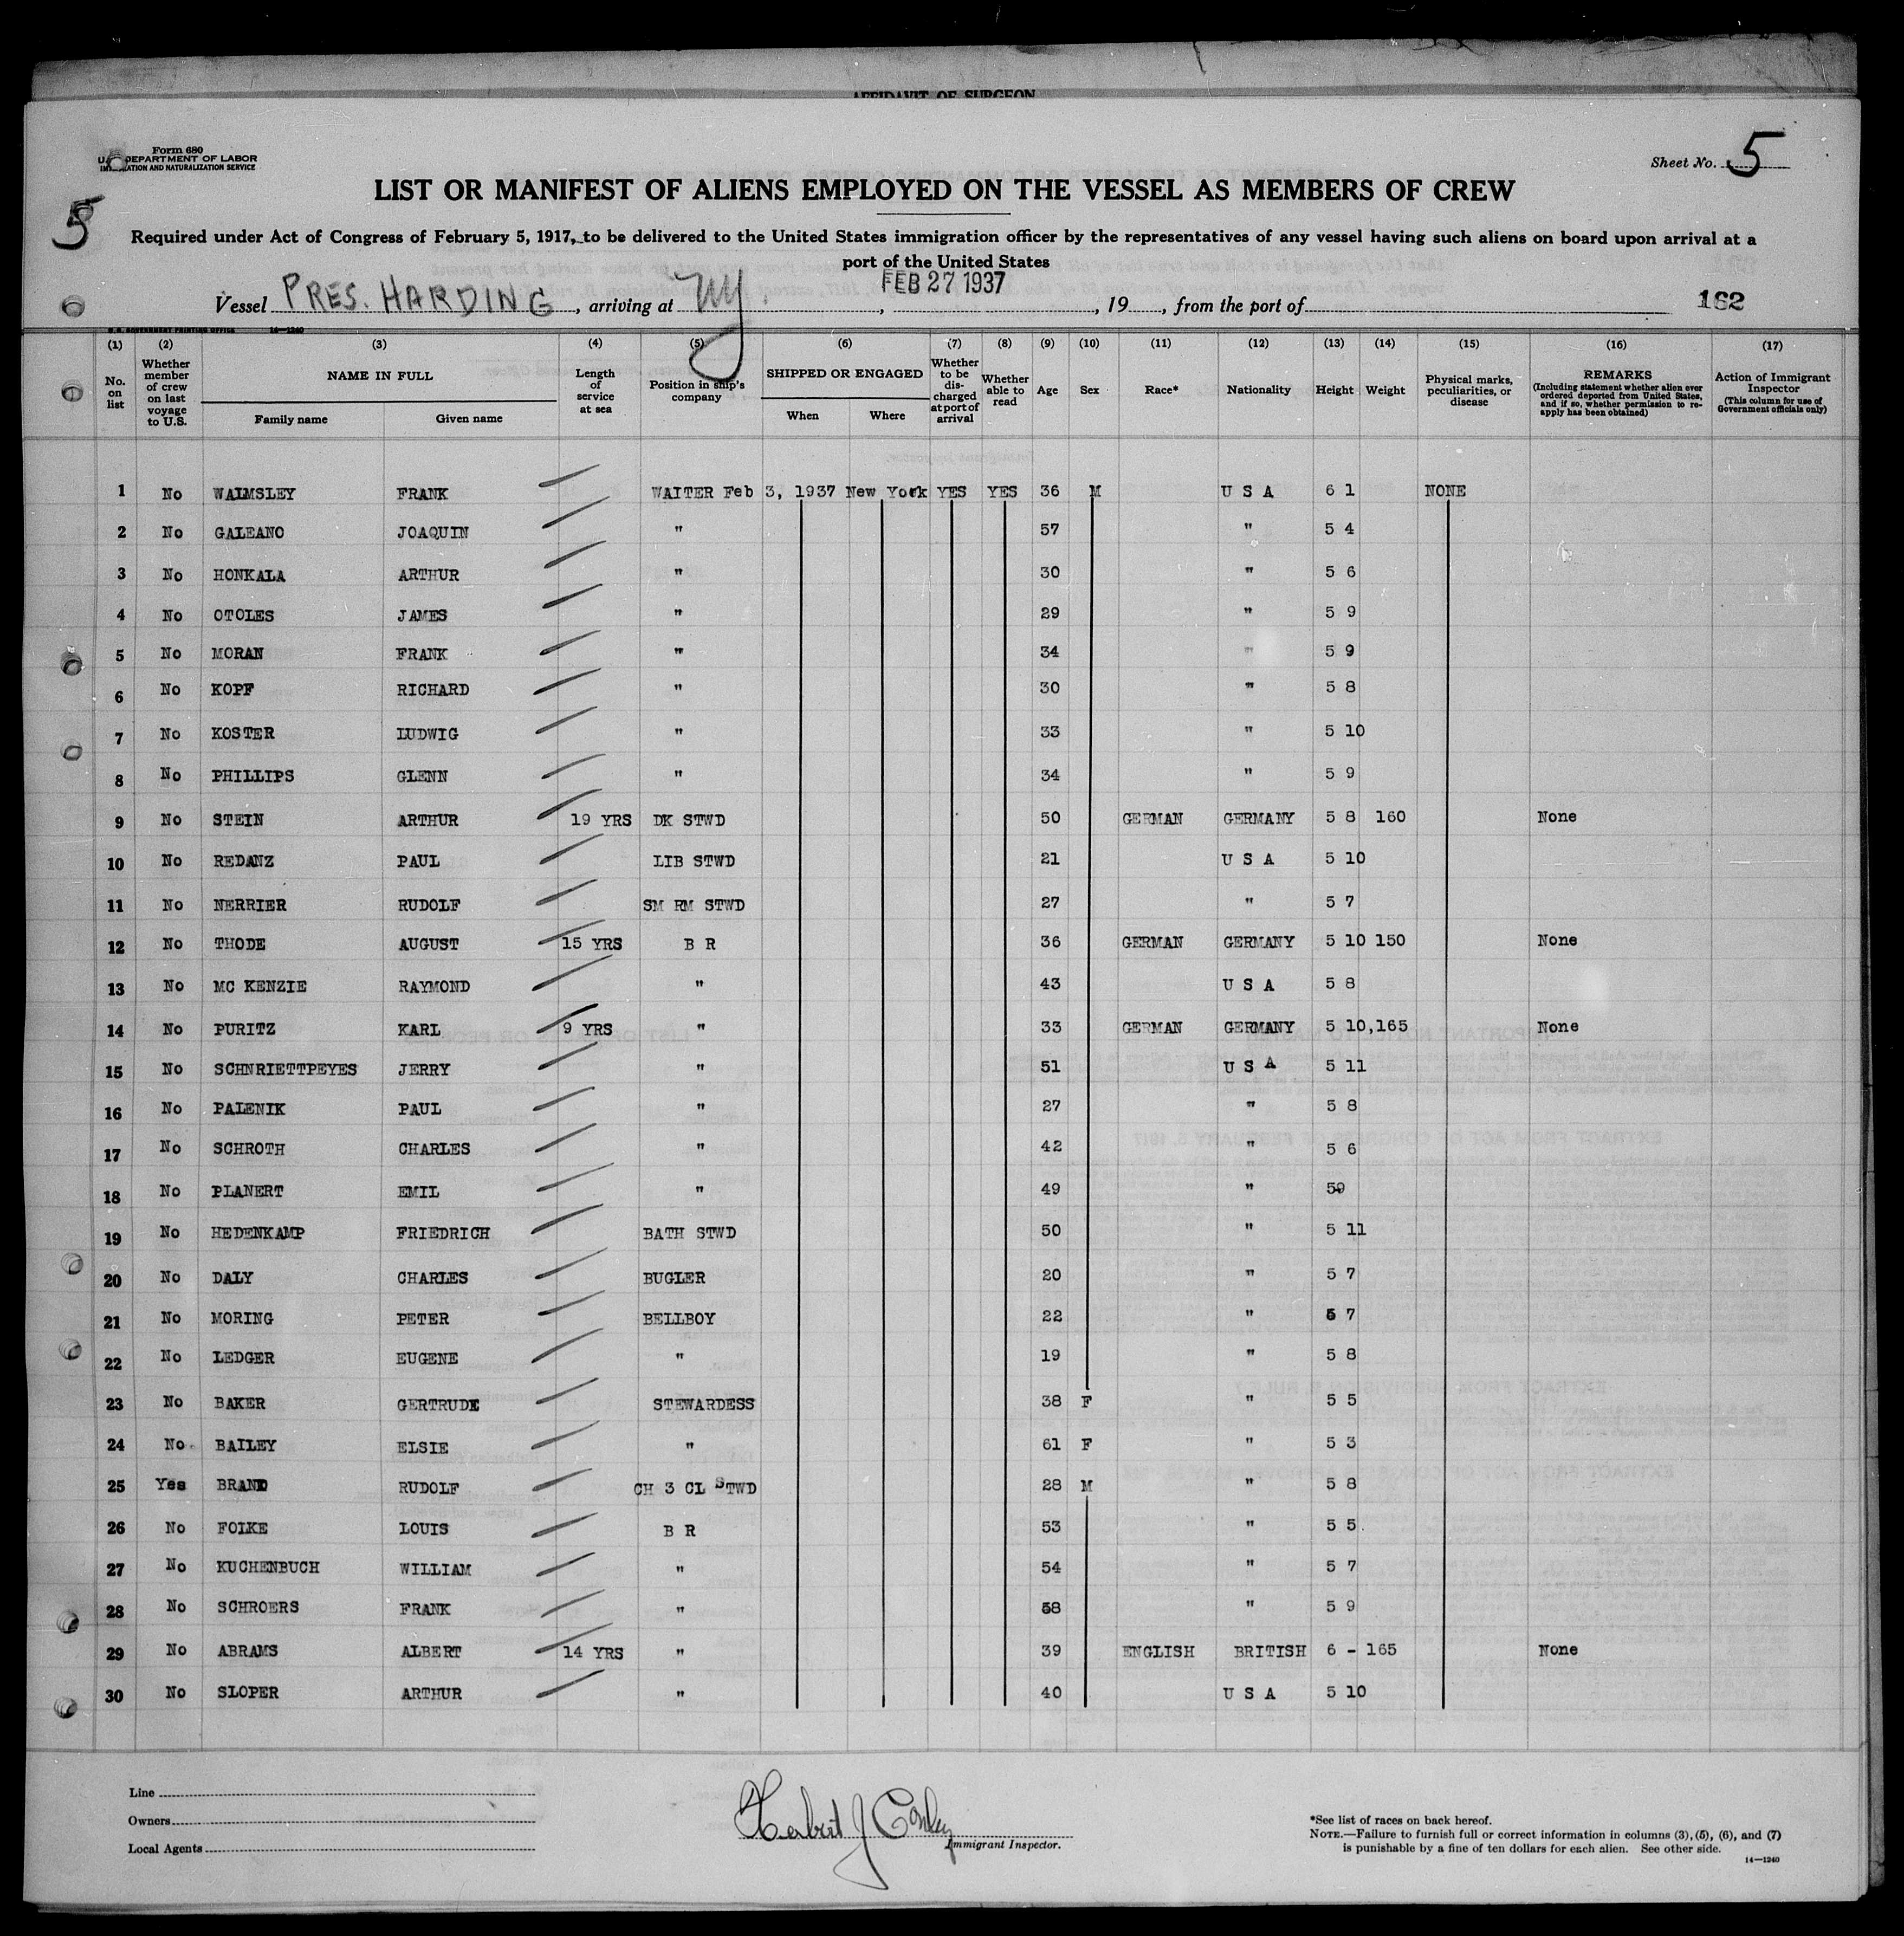 AFFIDAVIT OF SURGEON
Form 680
U. S. DEPARTMENT OF LABOR
IMMIGRATION AND NATURALIZATION SERVICE
Sheet No. 5
5
LIST OR MANIFEST OF ALIENS EMPLOYED ON THE VESSEL AS MEMBERS OF CREW
Required under Act of Congress of February 5, 1917, to be delivered to the United States immigration officer by the representatives of any vessel having such aliens on board upon arrival at a
port of the United States
Vessel PRES. HARDING, arriving at NY, FEB 27 1937, 19, from the port of 162
U.S. GOVERNMENT PRINTING OFFICE 14—1240
(1) (2) (3) (4) (5) (6) (7) (8) (9) (10) (11) (12) (13) (14) (15) (16) (17)
No. on list
Whether member of crew on last voyage to U.S.
NAME IN FULL
Family name Given name
Length of service at sea
Position in ship's company
SHIPPED OR ENGAGED
When Where
Whether to be discharged at port of arrival
Whether able to read
Age Sex Race* Nationality Height Weight
Physical marks, peculiarities, or disease
REMARKS
(Including statement whether alien ever ordered deported from United States, and if so, whether permission to reapply has been obtained)
Action of Immigrant Inspector
(This column for use of Government officials only)
1 No WALMSLEY FRANK WAITER Feb 3, 1937 New York YES YES 36 M U S A 6 1 NONE
2 No GALEANO JOAQUIN " 57 " 5 4
3 No HONKALA ARTHUR " 30 " 5 6
4 No OTOLES JAMES " 29 " 5 9
5 No MORAN FRANK " 34 " 5 9
6 No KOPF RICHARD " 30 " 5 8
7 No KOSTER LUDWIG " 33 " 5 10
8 No PHILLIPS GLENN " 34 " 5 9
9 No STEIN ARTHUR 19 YRS DK STWD 50 GERMAN GERMANY 5 8 160 None
10 No REDANZ PAUL LIB STWD 21 U S A 5 10
11 No NERRIER RUDOLF SM RM STWD 27 " 5 7
12 No THODE AUGUST 15 YRS B R 36 GERMAN GERMANY 5 10 150 None
13 No MC KENZIE RAYMOND " 43 U S A 5 8
14 No PURITZ KARL 9 YRS " 33 GERMAN GERMANY 5 10,165 None
15 No SCHNRIETTPEYES JERRY " 51 U S A 5 11
16 No PALENIK PAUL " 27 " 5 8
17 No SCHROTH CHARLES " 42 " 5 6
18 No PLANERT EMIL " 49 " 59
19 No HEDENKAMP FRIEDRICH BATH STWD 50 " 5 11
20 No DALY CHARLES BUGLER 20 " 5 7
21 No MORING PETER BELLBOY 22 " 5 7
22 No LEDGER EUGENE " 19 " 5 8
23 No BAKER GERTRUDE STEWARDESS 38 F " 5 5
24 No BAILEY ELSIE " 61 F " 5 3
25 Yes BRAND RUDOLF CH 3 CL STWD 28 M " 5 8
26 No FOLKE LOUIS B R 53 " 5 5
27 No KUCHENBUCH WILLIAM " 54 " 5 7
28 No SCHROERS FRANK " 58 " 5 9
29 No ABRAMS ALBERT 14 YRS " 39 ENGLISH BRITISH 6 - 165 None
30 No SLOPER ARTHUR " 40 U S A 5 10
Line
Owners
Local Agents
Herbert J Conley
Immigrant Inspector.
*See list of races on back hereof.
NOTE.—Failure to furnish full or correct information in columns (3), (5), (6), and (7)
is punishable by a fine of ten dollars for each alien. See other side.
14—1240